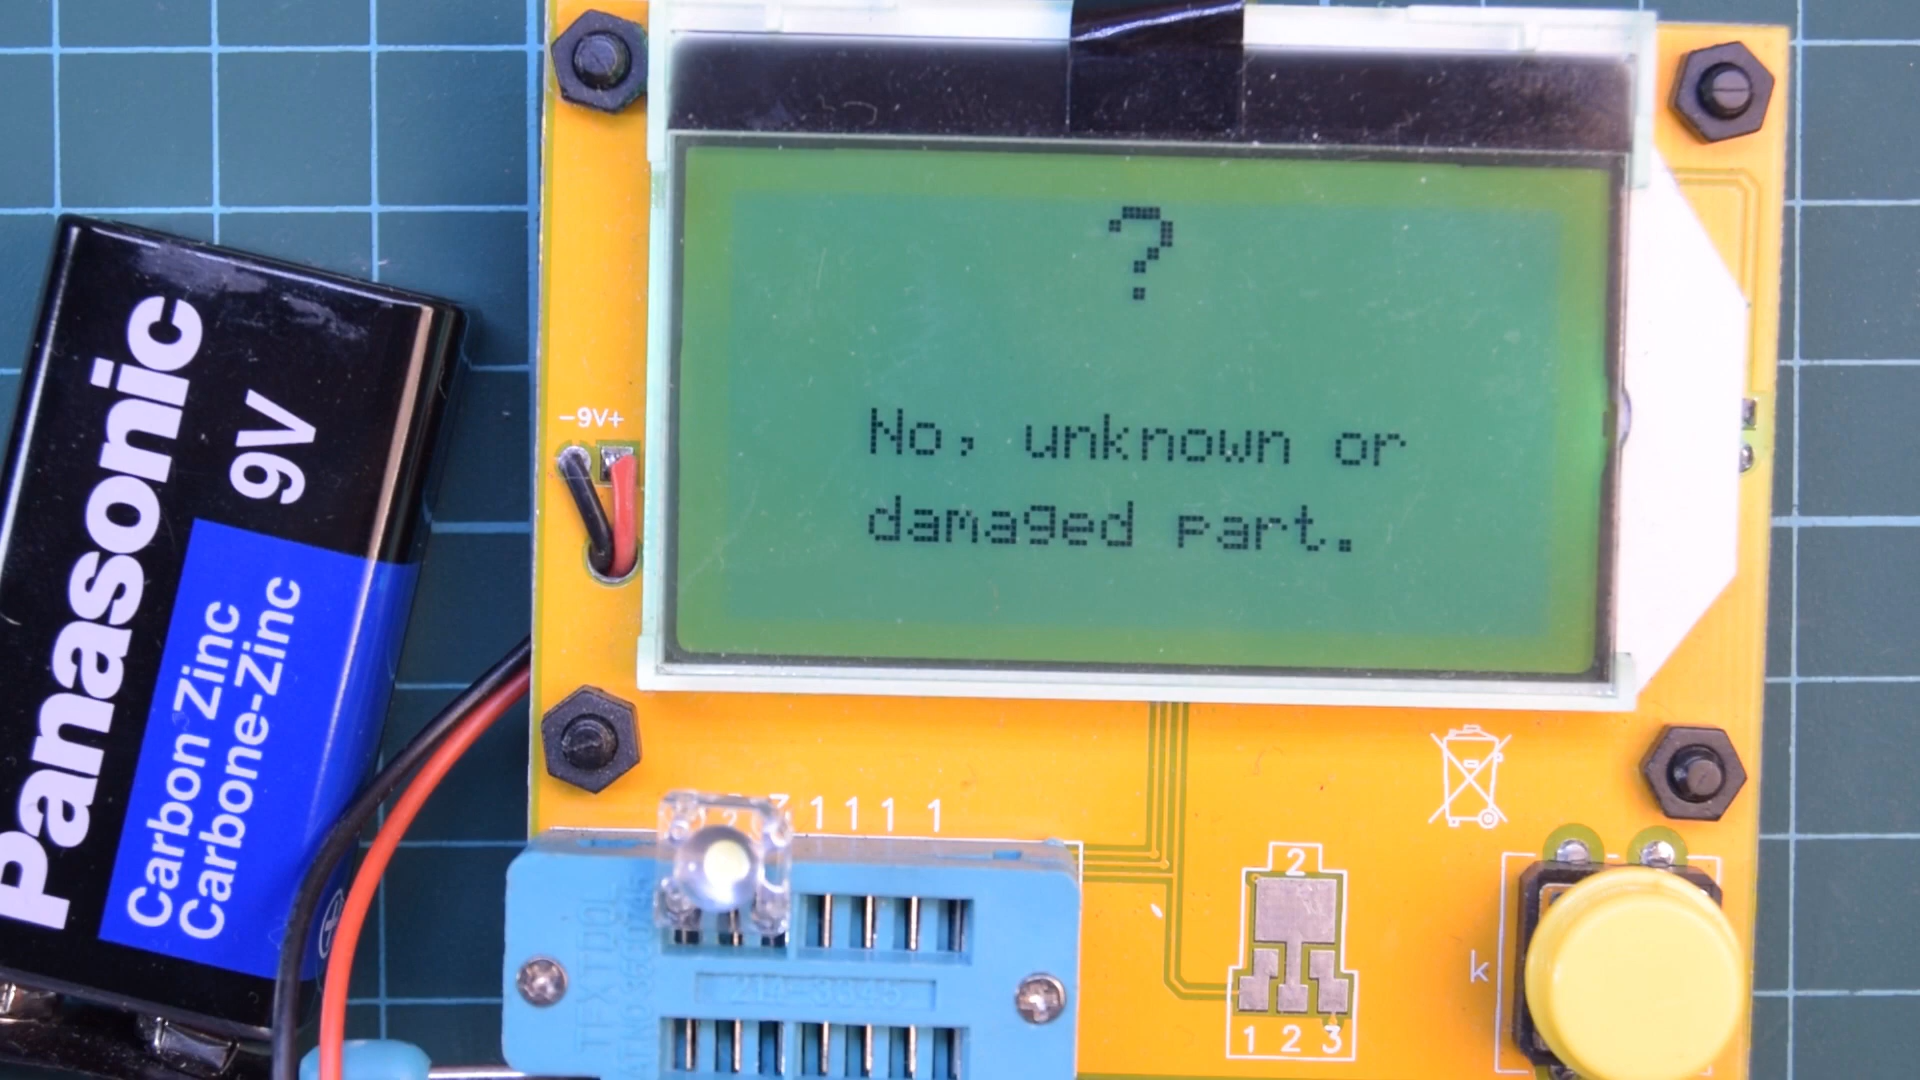 ?
No, unknown or
damaged part.
-9V+
Panasonic
9V
Carbon Zinc
Carbone-Zinc
1 1 1 1
2
k
1 2 3